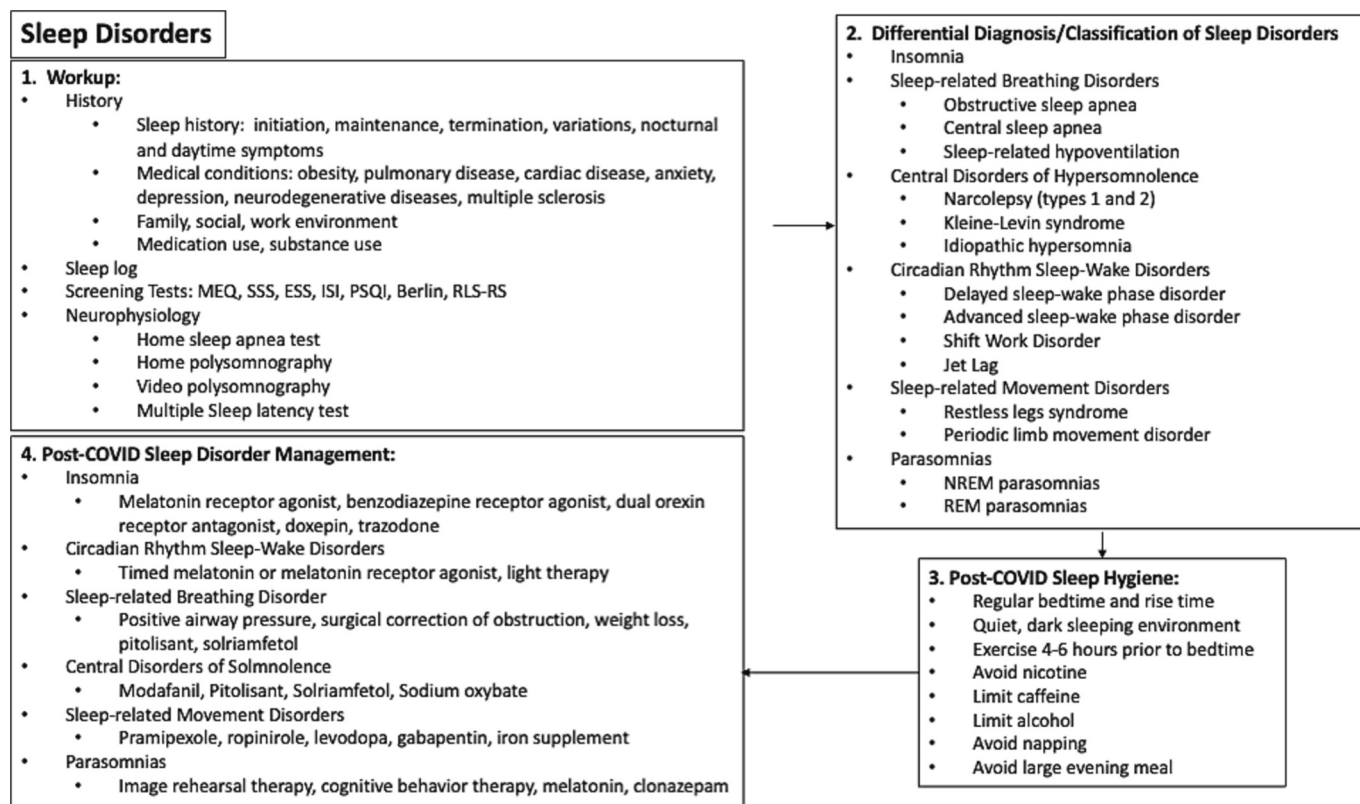 Sleep Disorders
1. Workup:
• History
• Sleep history: initiation, maintenance, termination, variations, nocturnal
and daytime symptoms
• Medical conditions: obesity, pulmonary disease, cardiac disease, anxiety,
depression, neurodegenerative diseases, multiple sclerosis
• Family, social, work environment
• Medication use, substance use
• Sleep log
• Screening Tests: MEQ, SSS, ESS, ISI, PSQI, Berlin, RLS-RS
• Neurophysiology
• Home sleep apnea test
• Home polysomnography
• Video polysomnography
• Multiple Sleep latency test
2. Differential Diagnosis/Classification of Sleep Disorders
• Insomnia
• Sleep-related Breathing Disorders
• Obstructive sleep apnea
• Central sleep apnea
• Sleep-related hypoventilation
• Central Disorders of Hypersomnolence
• Narcolepsy (types 1 and 2)
• Kleine-Levin syndrome
• Idiopathic hypersomnia
• Circadian Rhythm Sleep-Wake Disorders
• Delayed sleep-wake phase disorder
• Advanced sleep-wake phase disorder
• Shift Work Disorder
• Jet Lag
• Sleep-related Movement Disorders
• Restless legs syndrome
• Periodic limb movement disorder
• Parasomnias
• NREM parasomnias
• REM parasomnias
3. Post-COVID Sleep Hygiene:
• Regular bedtime and rise time
• Quiet, dark sleeping environment
• Exercise 4-6 hours prior to bedtime
• Avoid nicotine
• Limit caffeine
• Limit alcohol
• Avoid napping
• Avoid large evening meal
4. Post-COVID Sleep Disorder Management:
• Insomnia
• Melatonin receptor agonist, benzodiazepine receptor agonist, dual orexin
receptor antagonist, doxepin, trazodone
• Circadian Rhythm Sleep-Wake Disorders
• Timed melatonin or melatonin receptor agonist, light therapy
• Sleep-related Breathing Disorder
• Positive airway pressure, surgical correction of obstruction, weight loss,
pitolisant, solriamfetol
• Central Disorders of Solmnolence
• Modafanil, Pitolisant, Solriamfetol, Sodium oxybate
• Sleep-related Movement Disorders
• Pramipexole, ropinirole, levodopa, gabapentin, iron supplement
• Parasomnias
• Image rehearsal therapy, cognitive behavior therapy, melatonin, clonazepam